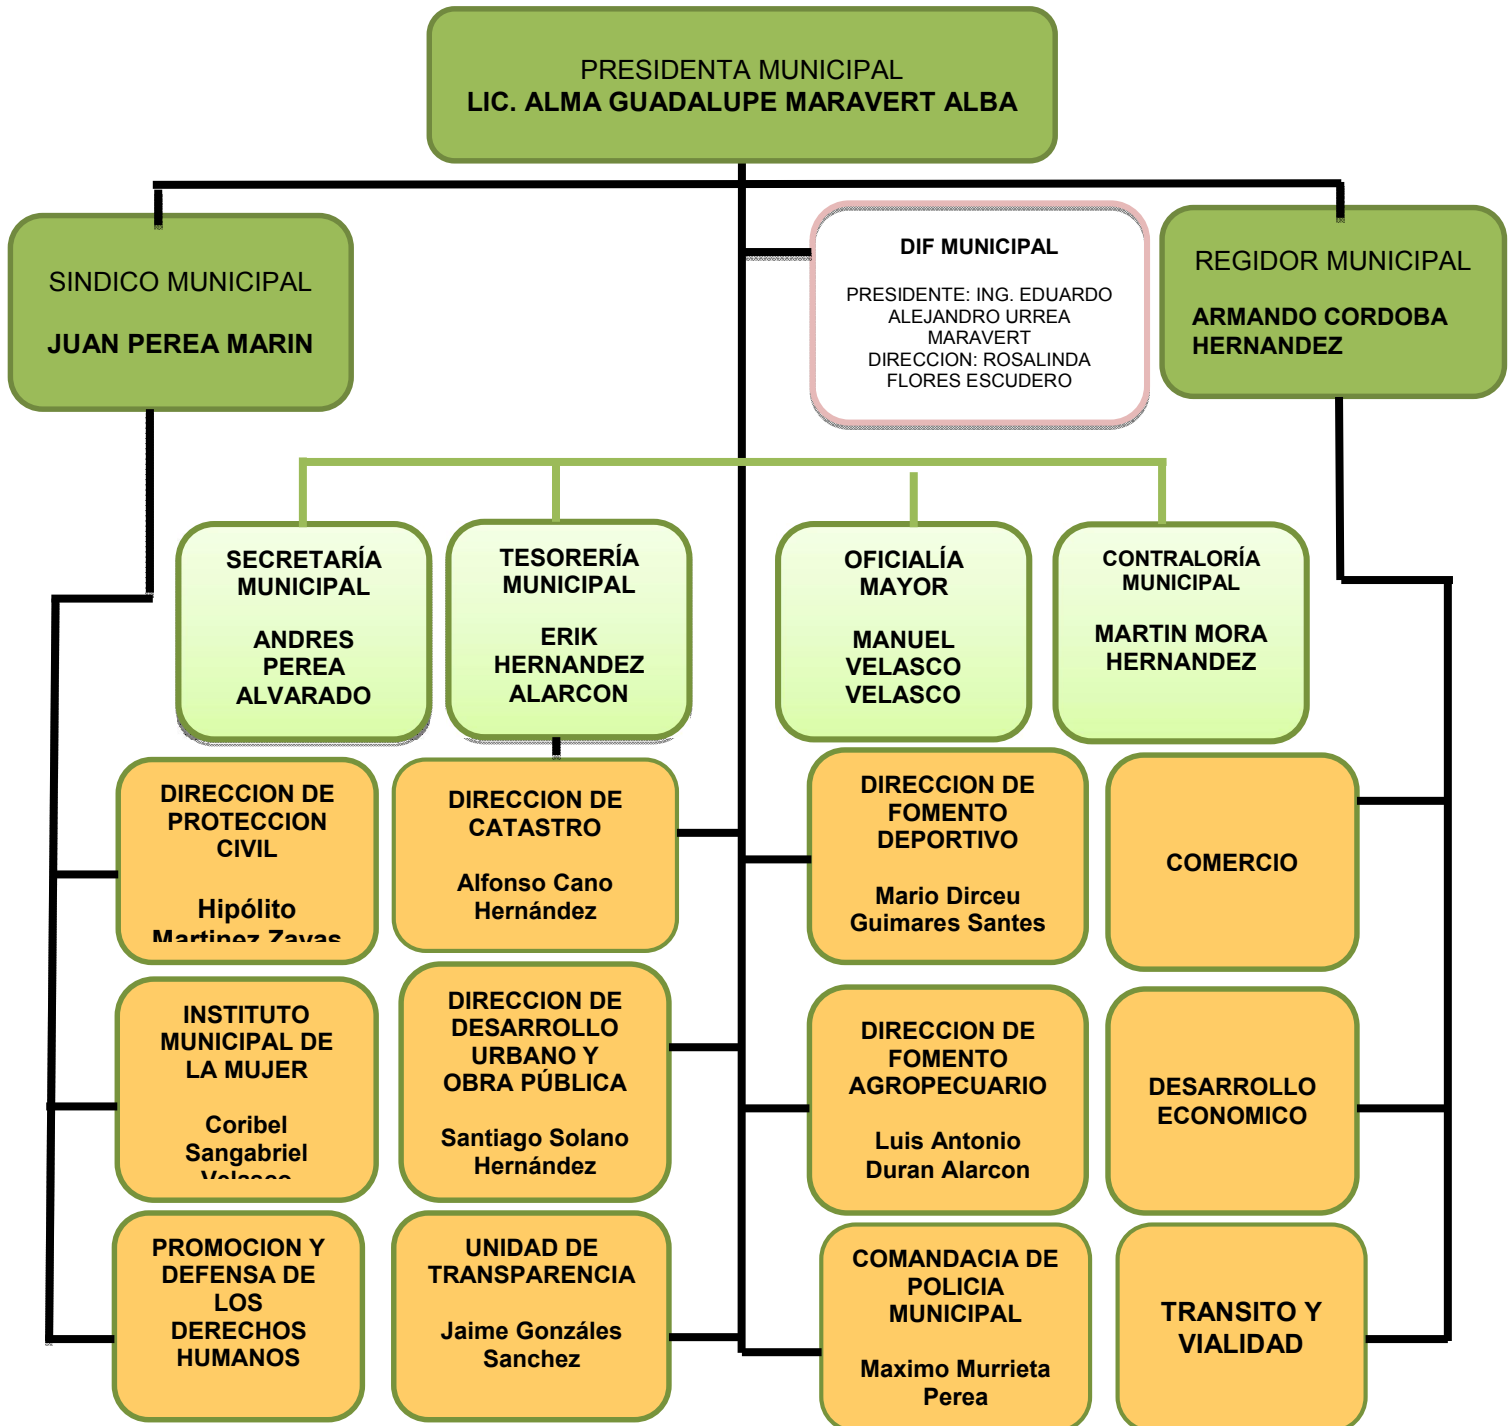 PRESIDENTA MUNICIPAL
LIC. ALMA GUADALUPE MARAVERT ALBA
SINDICO MUNICIPAL
JUAN PEREA MARIN
DIF MUNICIPAL
PRESIDENTE: ING. EDUARDO
ALEJANDRO URREA
MARAVERT
DIRECCION: ROSALINDA
FLORES ESCUDERO
REGIDOR MUNICIPAL
ARMANDO CORDOBA
HERNANDEZ
SECRETARÍA
MUNICIPAL
ANDRES
PEREA
ALVARADO
TESORERÍA
MUNICIPAL
ERIK
HERNANDEZ
ALARCON
OFICIALÍA
MAYOR
MANUEL
VELASCO
VELASCO
CONTRALORÍA
MUNICIPAL
MARTIN MORA
HERNANDEZ
DIRECCION DE
PROTECCION
CIVIL
Hipólito
Martinez Zayas
DIRECCION DE
CATASTRO
Alfonso Cano
Hernández
DIRECCION DE
FOMENTO
DEPORTIVO
Mario Dirceu
Guimares Santes
COMERCIO
INSTITUTO
MUNICIPAL DE
LA MUJER
Coribel
Sangabriel
Velasco
DIRECCION DE
DESARROLLO
URBANO Y
OBRA PÚBLICA
Santiago Solano
Hernández
DIRECCION DE
FOMENTO
AGROPECUARIO
Luis Antonio
Duran Alarcon
DESARROLLO
ECONOMICO
PROMOCION Y
DEFENSA DE
LOS
DERECHOS
HUMANOS
UNIDAD DE
TRANSPARENCIA
Jaime Gonzáles
Sanchez
COMANDACIA DE
POLICIA
MUNICIPAL
Maximo Murrieta
Perea
TRANSITO Y
VIALIDAD